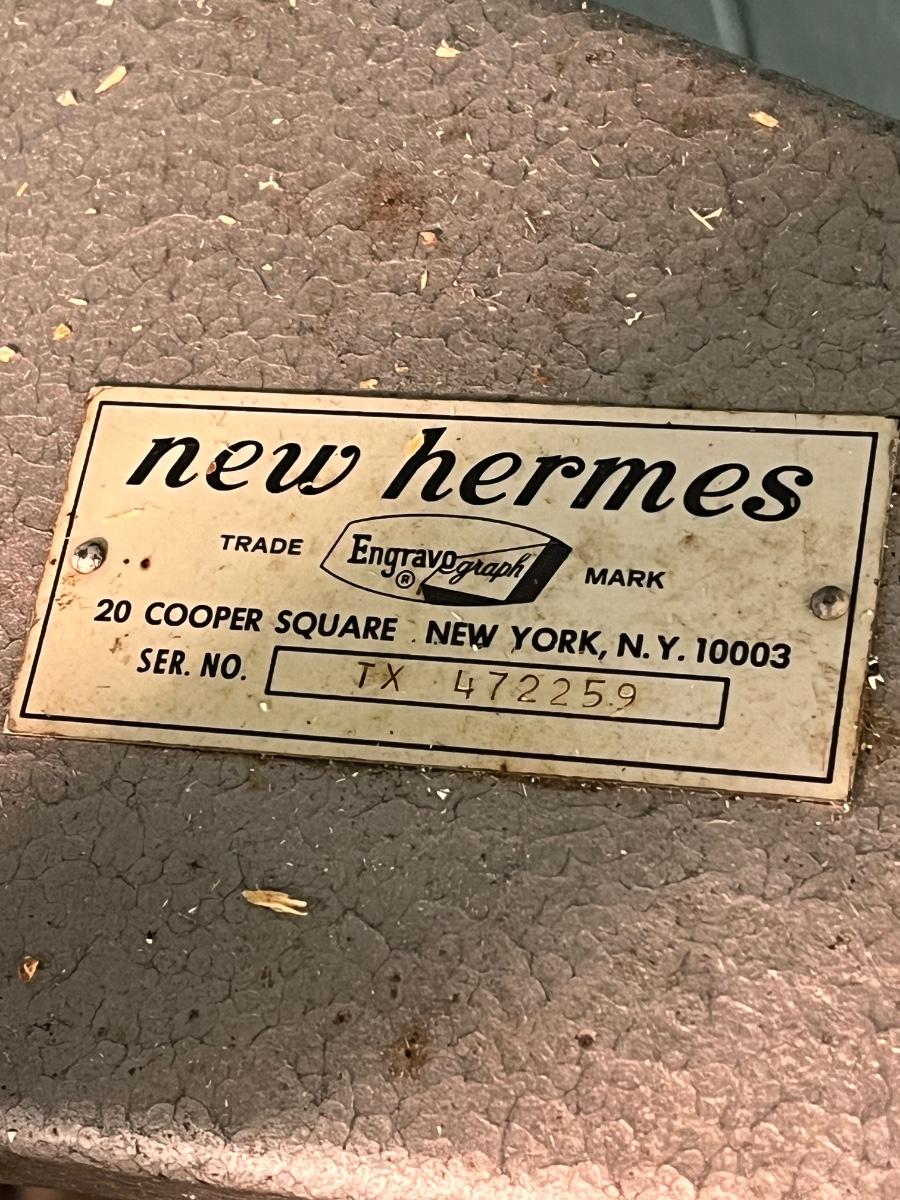 new hermes
TRADE Engravograph ® MARK
20 COOPER SQUARE NEW YORK, N.Y. 10003
SER. NO. TX 472259